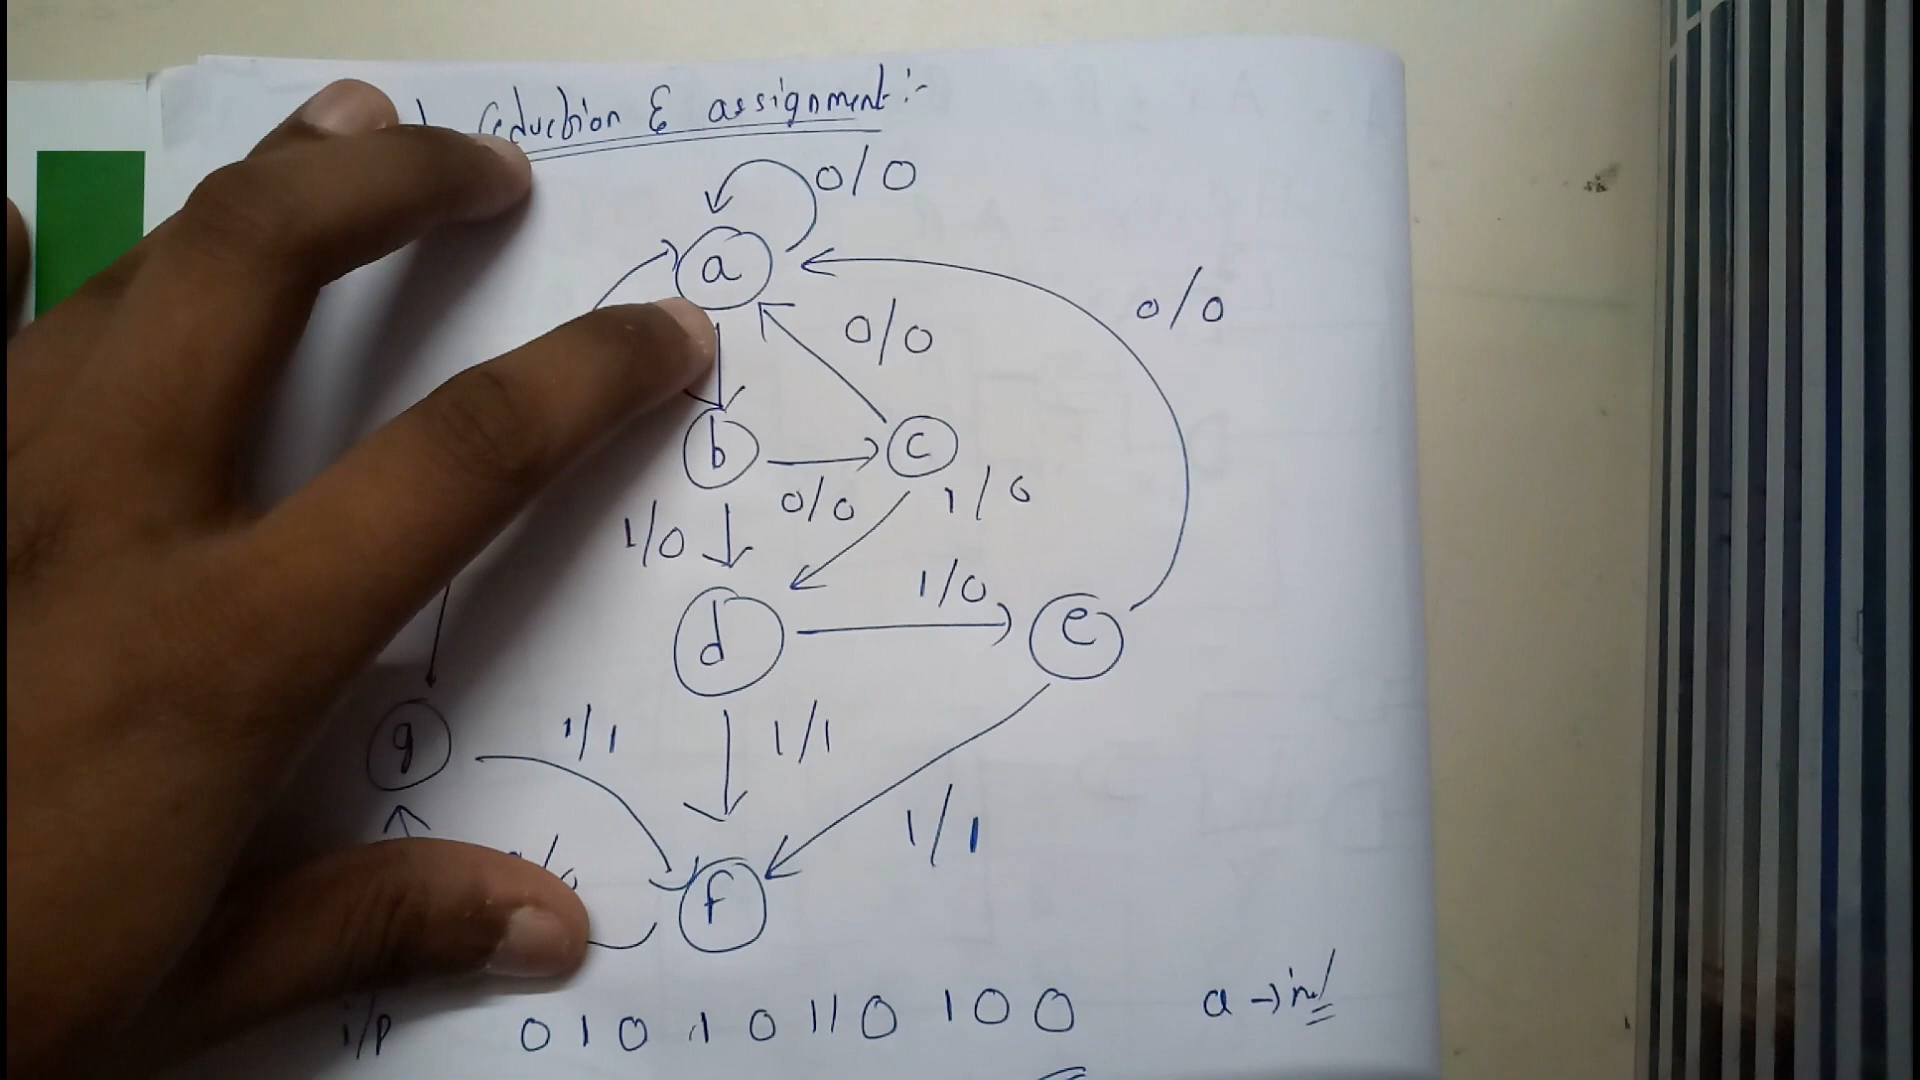 reduction & assignment :-
0/0
a
0/0
0/0
b
c
0/0
1/0
1/0
1/0
d
e
g
1/1
1/1
1/1
f
i/p 0 1 0 1 0 1 1 0 1 0 0
a →